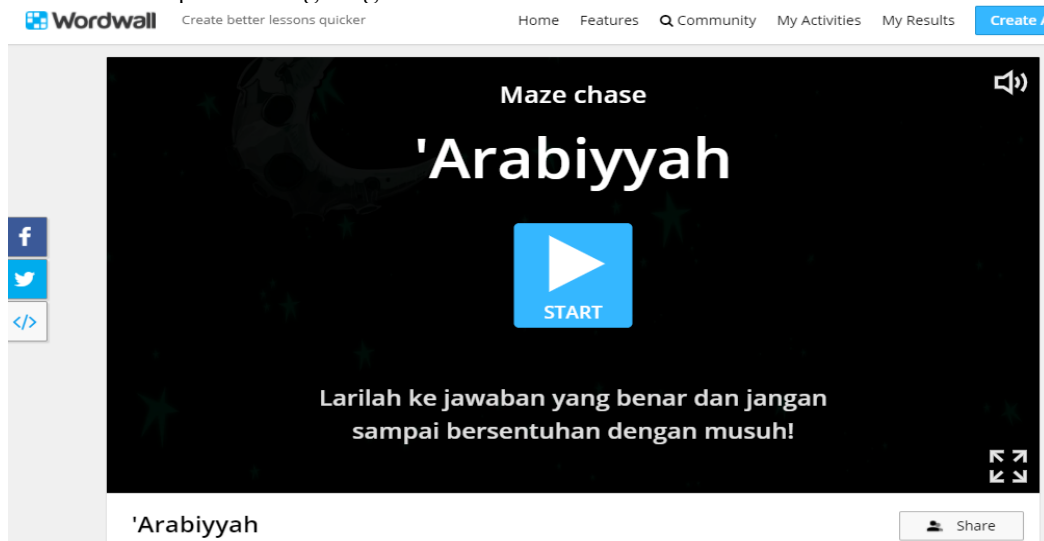 Wordwall Create better lessons quicker Home Features Community My Activities My Results Create
Maze chase
'Arabiyyah
START
Larilah ke jawaban yang benar dan jangan
sampai bersentuhan dengan musuh!
'Arabiyyah Share